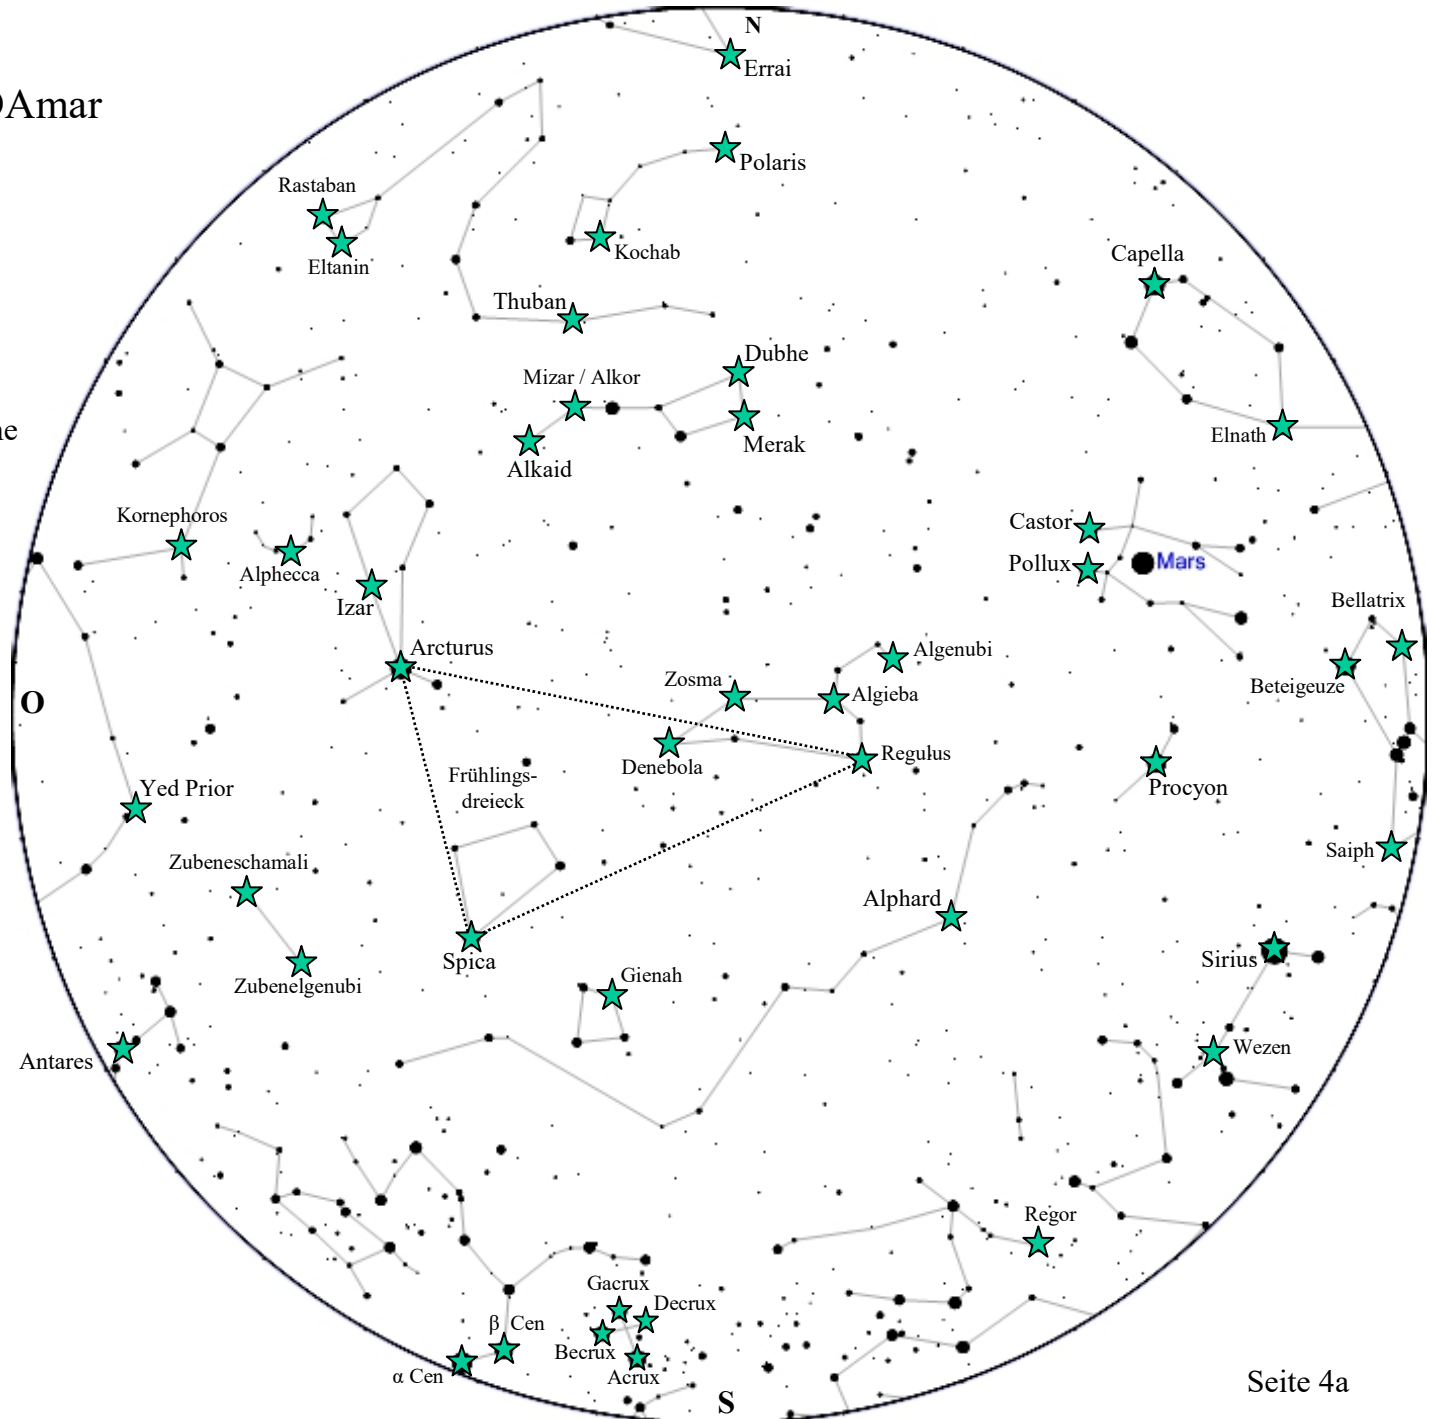 N
Errai
DAmar
Polaris
Rastaban
Eltanin
Kochab
Capella
Thuban
Dubhe
Mizar / Alkor
Merak
Alkaid
Elnath
Kornephoros
Alphecca
Izar
Castor
Pollux
Mars
Bellatrix
Beteigeuze
Arcturus
Algenubi
Zosma
Algieba
O
Denebola
Regulus
Frühlings-
dreieck
Procyon
Yed Prior
Zubeneschamali
Saiph
Alphard
Spica
Zubenelgenubi
Gienah
Sirius
Wezen
Antares
Regor
Gacrux
Decrux
β Cen
Becrux
α Cen
Acrux
S
Seite 4a